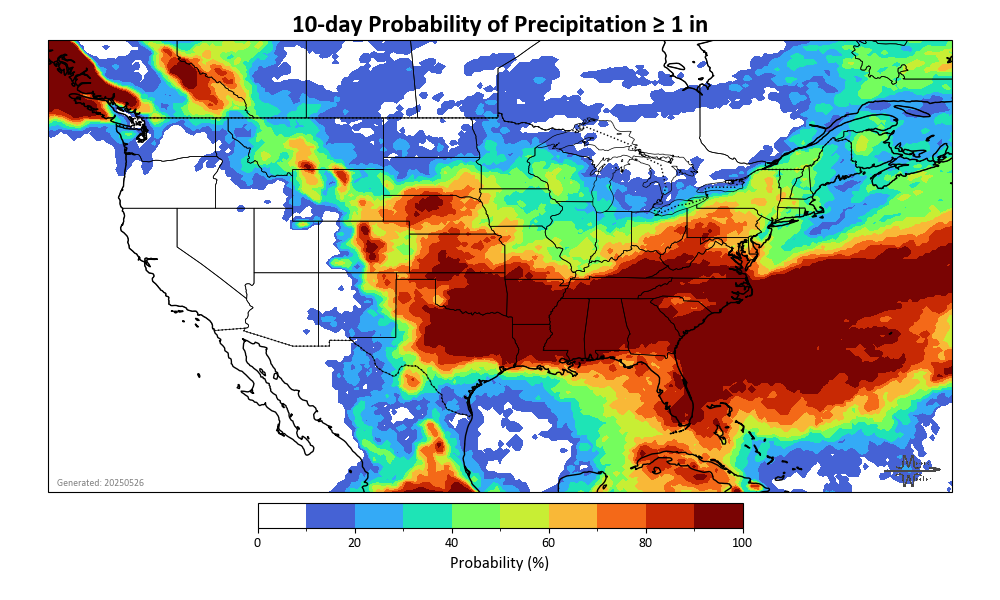 10-day Probability of Precipitation ≥ 1 in
Generated: 20250526
0 20 40 60 80 100
Probability (%)